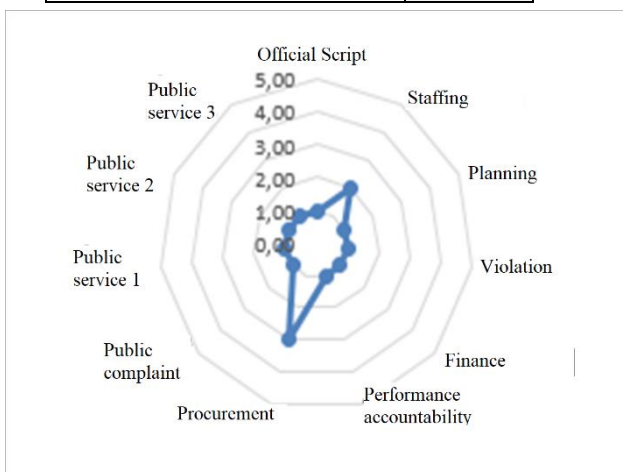 Official Script
5,00
Public
service 3
Staffing
4,00
3,00
Public
service 2
Planning
2,00
1,00
0,00
Public
service 1
Violation
Public
complaint
Finance
Performance
accountability
Procurement